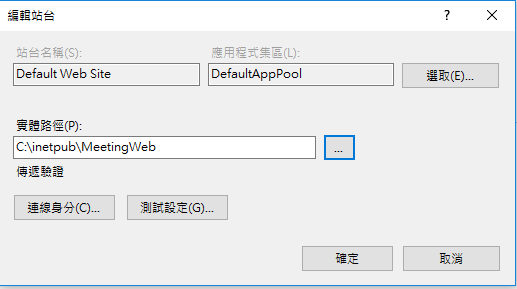 編輯站台
站台名稱(S):
應用程式集區(L):
Default Web Site
DefaultAppPool
選取(E)...
實體路徑(P):
C:\inetpub\MeetingWeb
...
傳遞驗證
連線身分(C)...
測試設定(G)...
確定
取消